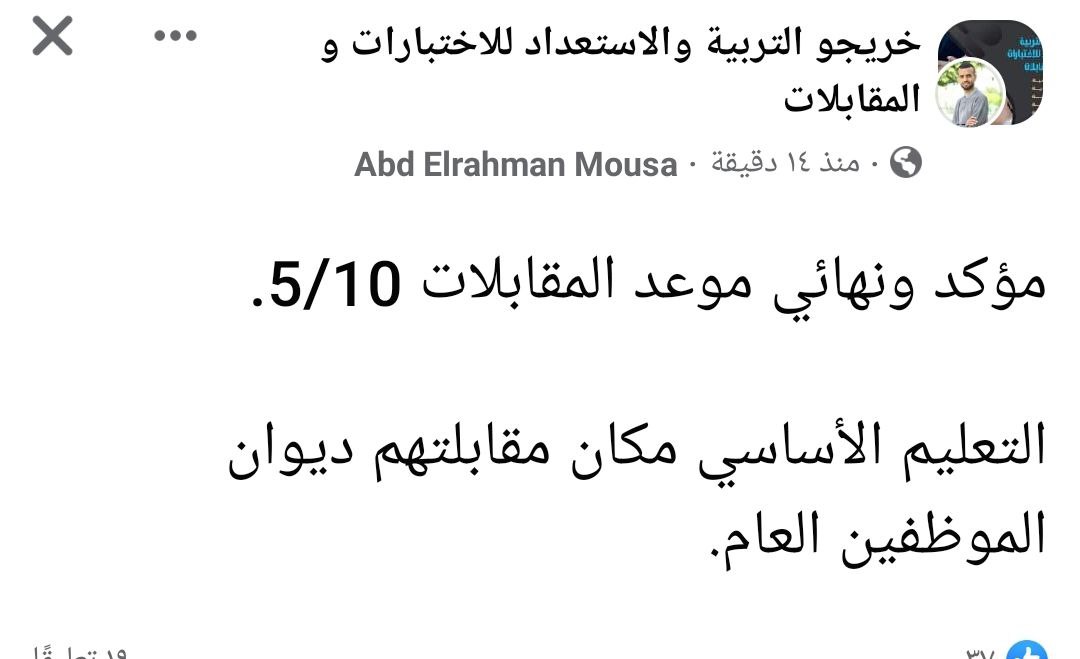 خريجو التربية والاستعداد للاختبارات و
المقابلات
Abd Elrahman Mousa · منذ ١٤ دقيقة ·
مؤكد ونهائي موعد المقابلات 5/10.
التعليم الأساسي مكان مقابلتهم ديوان
الموظفين العام.
٣٧
١٩ تعليقًا